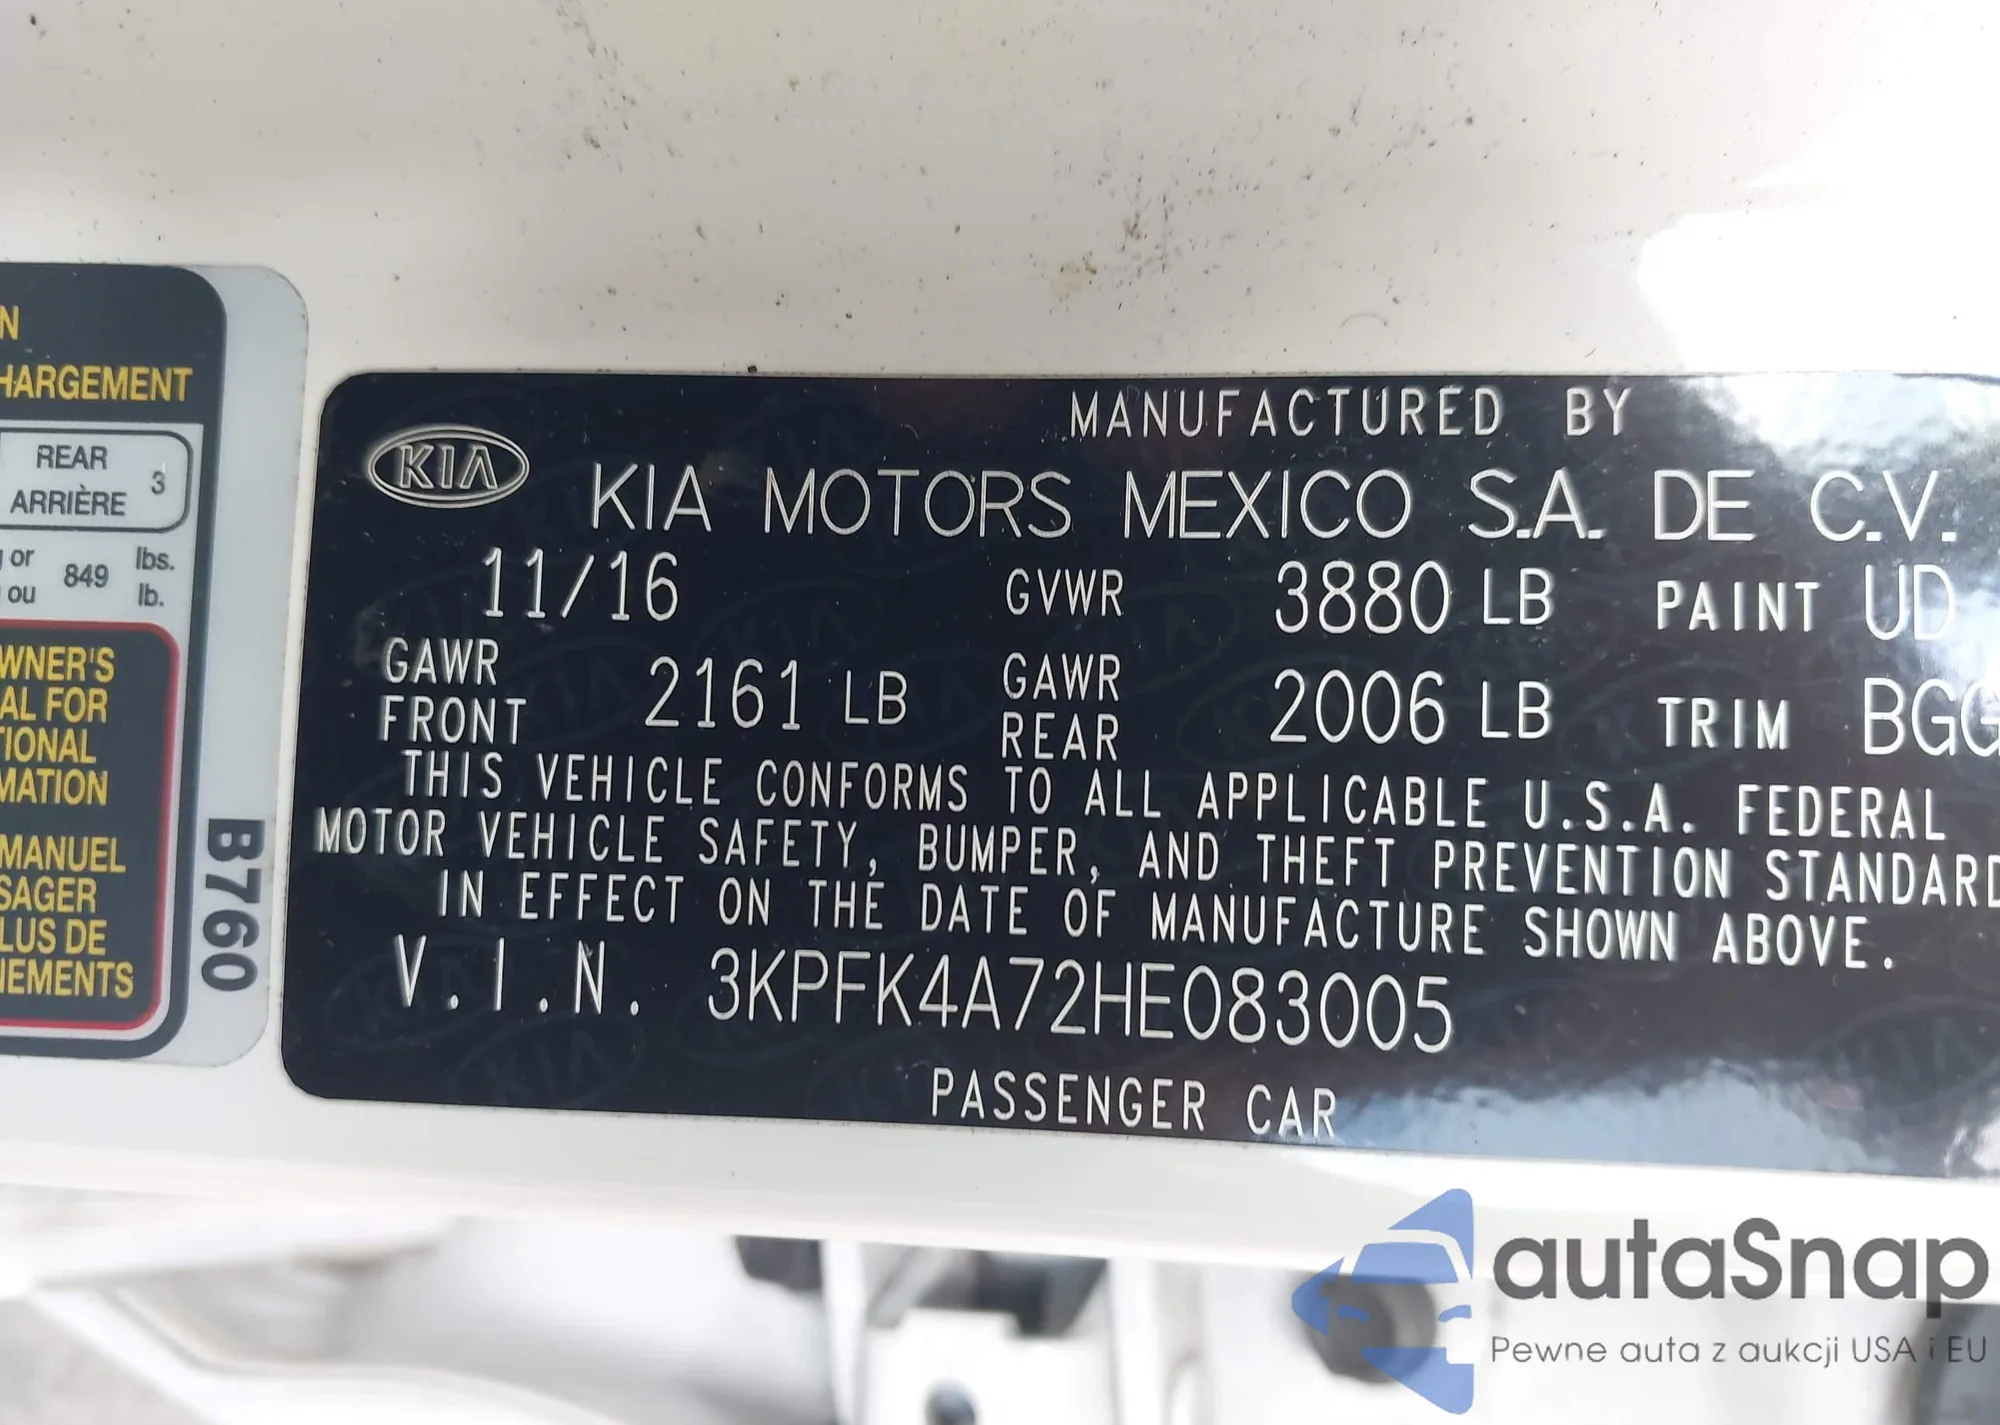 N
HARGEMENT
REAR
ARRIÈRE 3
or 849 lbs.
ou lb.
WNER'S
AL FOR
TIONAL
MATION
MANUEL
SAGER
LUS DE
NEMENTS
B760
MANUFACTURED BY
KIA KIA MOTORS MEXICO S.A. DE C.V.
11/16 GVWR 3880 LB PAINT UD
GAWR FRONT 2161 LB GAWR REAR 2006 LB TRIM BGG
THIS VEHICLE CONFORMS TO ALL APPLICABLE U.S.A. FEDERAL
MOTOR VEHICLE SAFETY, BUMPER, AND THEFT PREVENTION STANDARD
IN EFFECT ON THE DATE OF MANUFACTURE SHOWN ABOVE.
V.I.N. 3KPFK4A72HE083005
PASSENGER CAR
autaSnap
Pewne auta z aukcji USA i EU